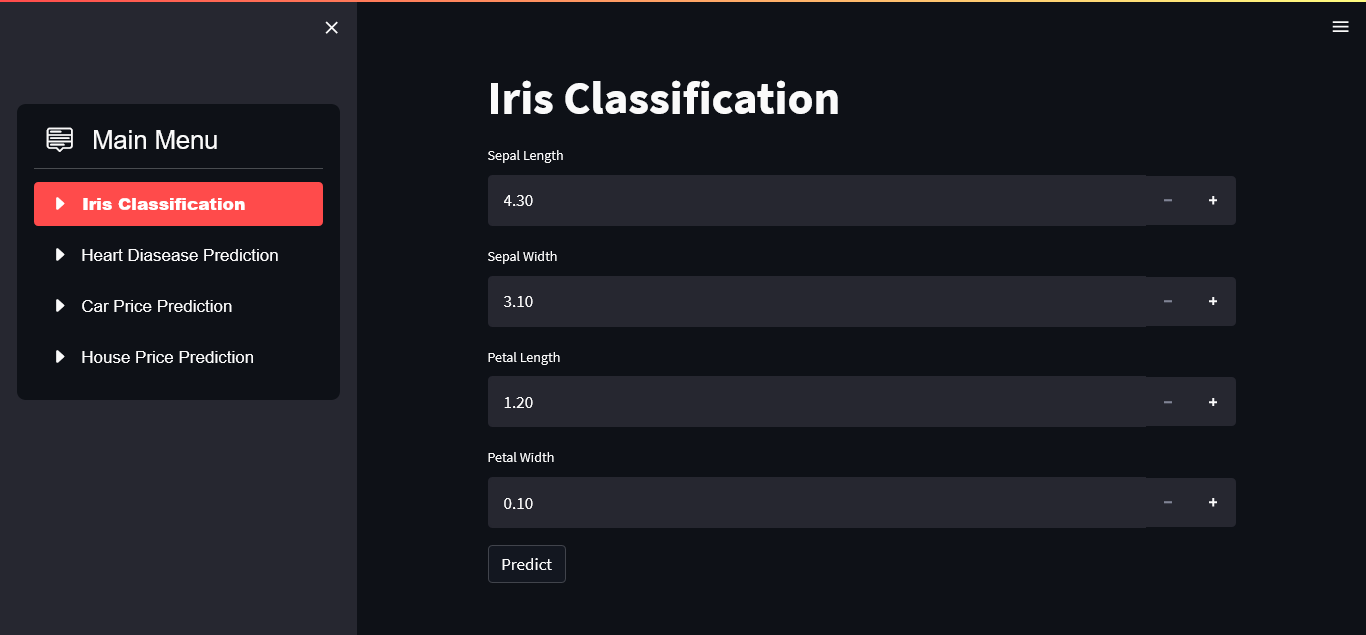 Main Menu
Iris Classification
Heart Diasease Prediction
Car Price Prediction
House Price Prediction
Iris Classification
Sepal Length
4.30
Sepal Width
3.10
Petal Length
1.20
Petal Width
0.10
Predict